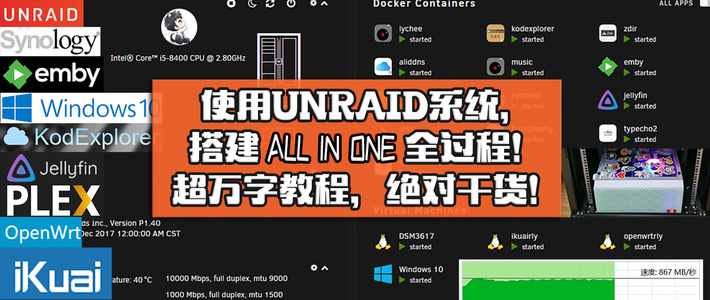 UNRAID
Synology
emby
Windows 10
KodExplorer
Jellyfin
PLEX
OpenWrt
iKuai
Intel® Core™ i5-8400 CPU @ 2.80GHz
使用UNRAID系统,
搭建 ALL IN ONE 全过程!
超万字教程，绝对干货!
ds Inc., Version P1.40
Dec 2017 12:00:00 AM CST
ature: 40 °C
10000 Mbps, full duplex, mtu 9000
1000 Mbps, full duplex, mtu 1500
Docker Containers
ALL APPS
lychee
started
kodexplorer
started
zdir
started
aliddns
started
music
started
emby
started
jellyfin
started
typecho2
started
Virtual Machines
DSM3617
started
ikuairly
started
openwrtrly
started
Windows 10
started
速度: 867 MB/秒